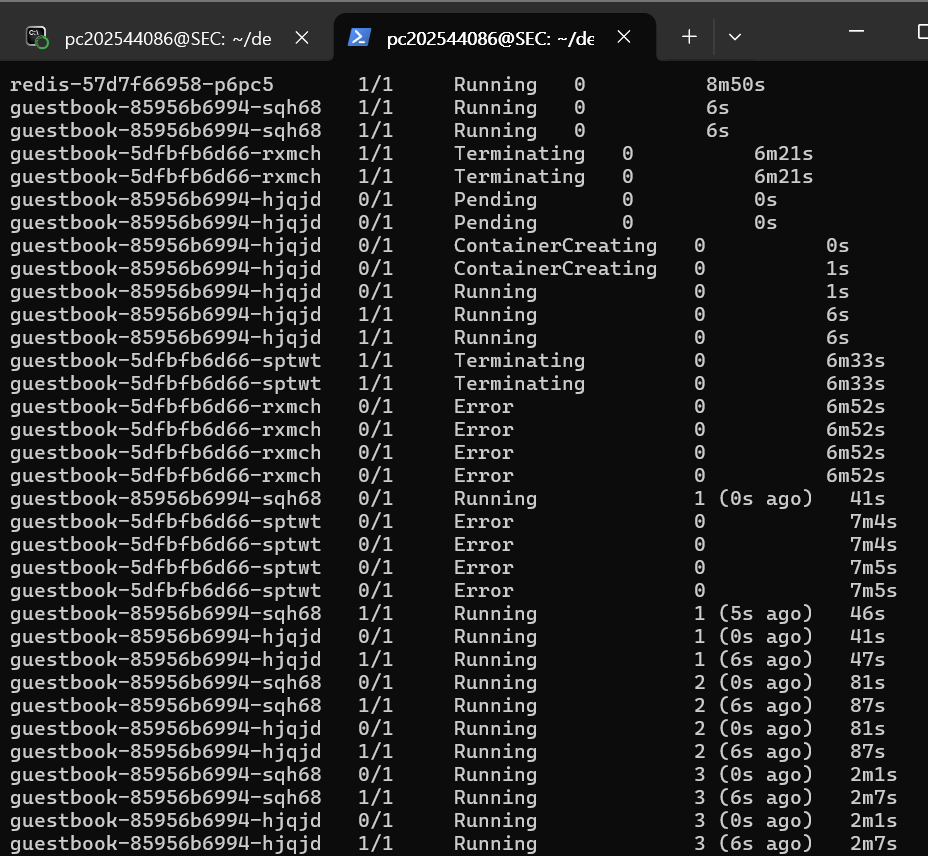 pc202544086@SEC: ~/de
pc202544086@SEC: ~/de
redis-57d7f66958-p6pc5 1/1 Running 0 8m50s
guestbook-85956b6994-sqh68 1/1 Running 0 6s
guestbook-85956b6994-sqh68 1/1 Running 0 6s
guestbook-5dfbfb6d66-rxmch 1/1 Terminating 0 6m21s
guestbook-5dfbfb6d66-rxmch 1/1 Terminating 0 6m21s
guestbook-85956b6994-hjqjd 0/1 Pending 0 0s
guestbook-85956b6994-hjqjd 0/1 Pending 0 0s
guestbook-85956b6994-hjqjd 0/1 ContainerCreating 0 0s
guestbook-85956b6994-hjqjd 0/1 ContainerCreating 0 1s
guestbook-85956b6994-hjqjd 0/1 Running 0 1s
guestbook-85956b6994-hjqjd 1/1 Running 0 6s
guestbook-85956b6994-hjqjd 1/1 Running 0 6s
guestbook-5dfbfb6d66-sptwt 1/1 Terminating 0 6m33s
guestbook-5dfbfb6d66-sptwt 1/1 Terminating 0 6m33s
guestbook-5dfbfb6d66-rxmch 0/1 Error 0 6m52s
guestbook-5dfbfb6d66-rxmch 0/1 Error 0 6m52s
guestbook-5dfbfb6d66-rxmch 0/1 Error 0 6m52s
guestbook-5dfbfb6d66-rxmch 0/1 Error 0 6m52s
guestbook-85956b6994-sqh68 0/1 Running 1 (0s ago) 41s
guestbook-5dfbfb6d66-sptwt 0/1 Error 0 7m4s
guestbook-5dfbfb6d66-sptwt 0/1 Error 0 7m4s
guestbook-5dfbfb6d66-sptwt 0/1 Error 0 7m5s
guestbook-5dfbfb6d66-sptwt 0/1 Error 0 7m5s
guestbook-85956b6994-sqh68 1/1 Running 1 (5s ago) 46s
guestbook-85956b6994-hjqjd 0/1 Running 1 (0s ago) 41s
guestbook-85956b6994-hjqjd 1/1 Running 1 (6s ago) 47s
guestbook-85956b6994-sqh68 0/1 Running 2 (0s ago) 81s
guestbook-85956b6994-sqh68 1/1 Running 2 (6s ago) 87s
guestbook-85956b6994-hjqjd 0/1 Running 2 (0s ago) 81s
guestbook-85956b6994-hjqjd 1/1 Running 2 (6s ago) 87s
guestbook-85956b6994-sqh68 0/1 Running 3 (0s ago) 2m1s
guestbook-85956b6994-sqh68 1/1 Running 3 (6s ago) 2m7s
guestbook-85956b6994-hjqjd 0/1 Running 3 (0s ago) 2m1s
guestbook-85956b6994-hjqjd 1/1 Running 3 (6s ago) 2m7s